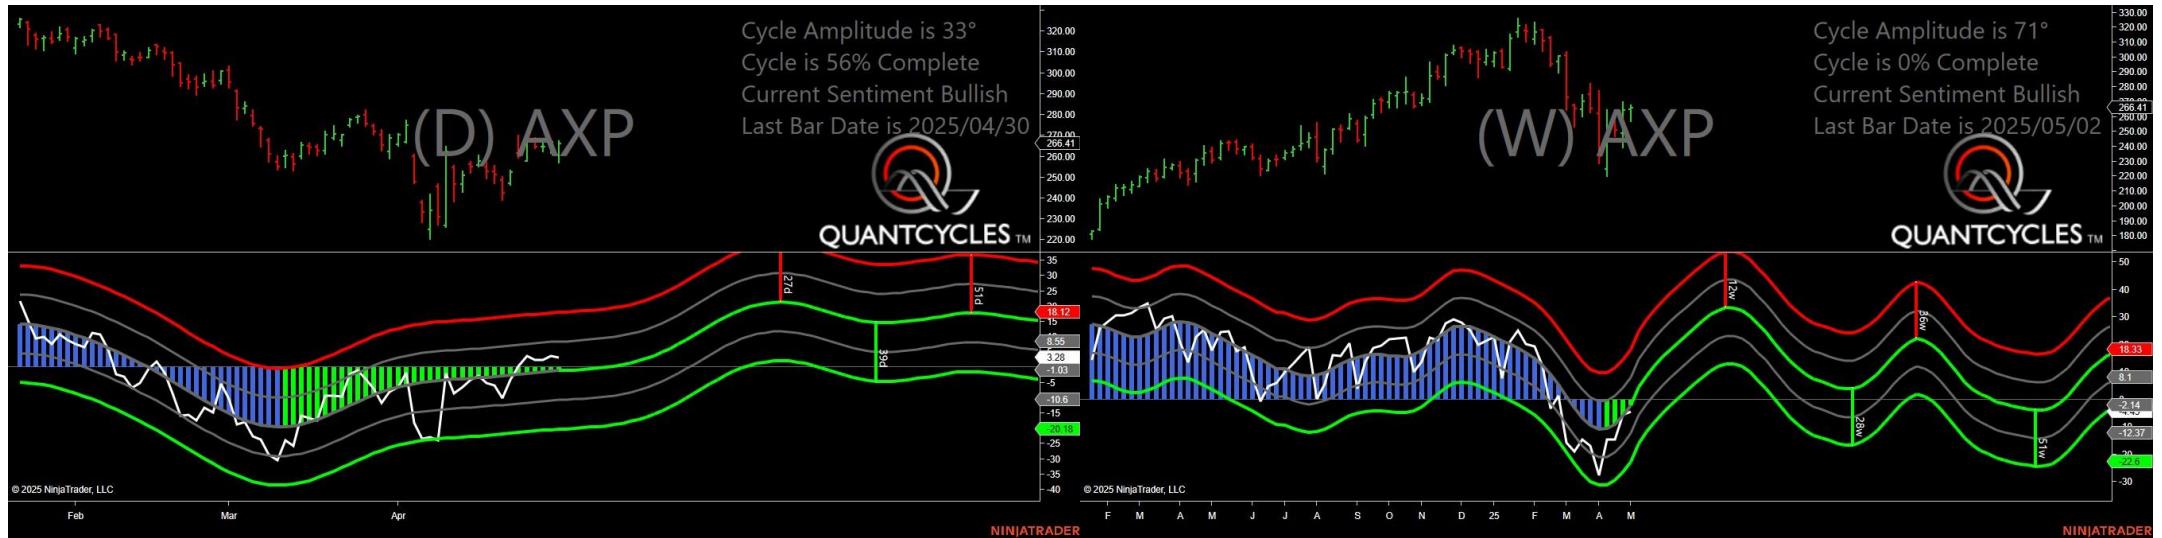 Cycle Amplitude is 33°
Cycle is 56% Complete
Current Sentiment Bullish
Last Bar Date is 2025/04/30
(D) AXP
QUANTCYCLES TM
320.00
310.00
300.00
290.00
280.00
270.00
266.41
260.00
250.00
240.00
230.00
220.00
27d
51d
39d
35
30
25
18.12
15
8.55
3.28
-1.03
-5
-10.6
-15
-20.18
-25
-30
-35
-40
© 2025 NinjaTrader, LLC
Feb
Mar
Apr
NINJATRADER
Cycle Amplitude is 71°
Cycle is 0% Complete
Current Sentiment Bullish
Last Bar Date is 2025/05/02
(W) AXP
QUANTCYCLES TM
330.00
320.00
310.00
300.00
290.00
280.00
266.41
260.00
250.00
240.00
230.00
220.00
210.00
200.00
190.00
180.00
12w
36w
28w
51w
50
40
30
18.33
8.1
-2.14
-12.37
-22.6
-30
© 2025 NinjaTrader, LLC
F M A M J J A S O N D 25 F M A M
NINJATRADER